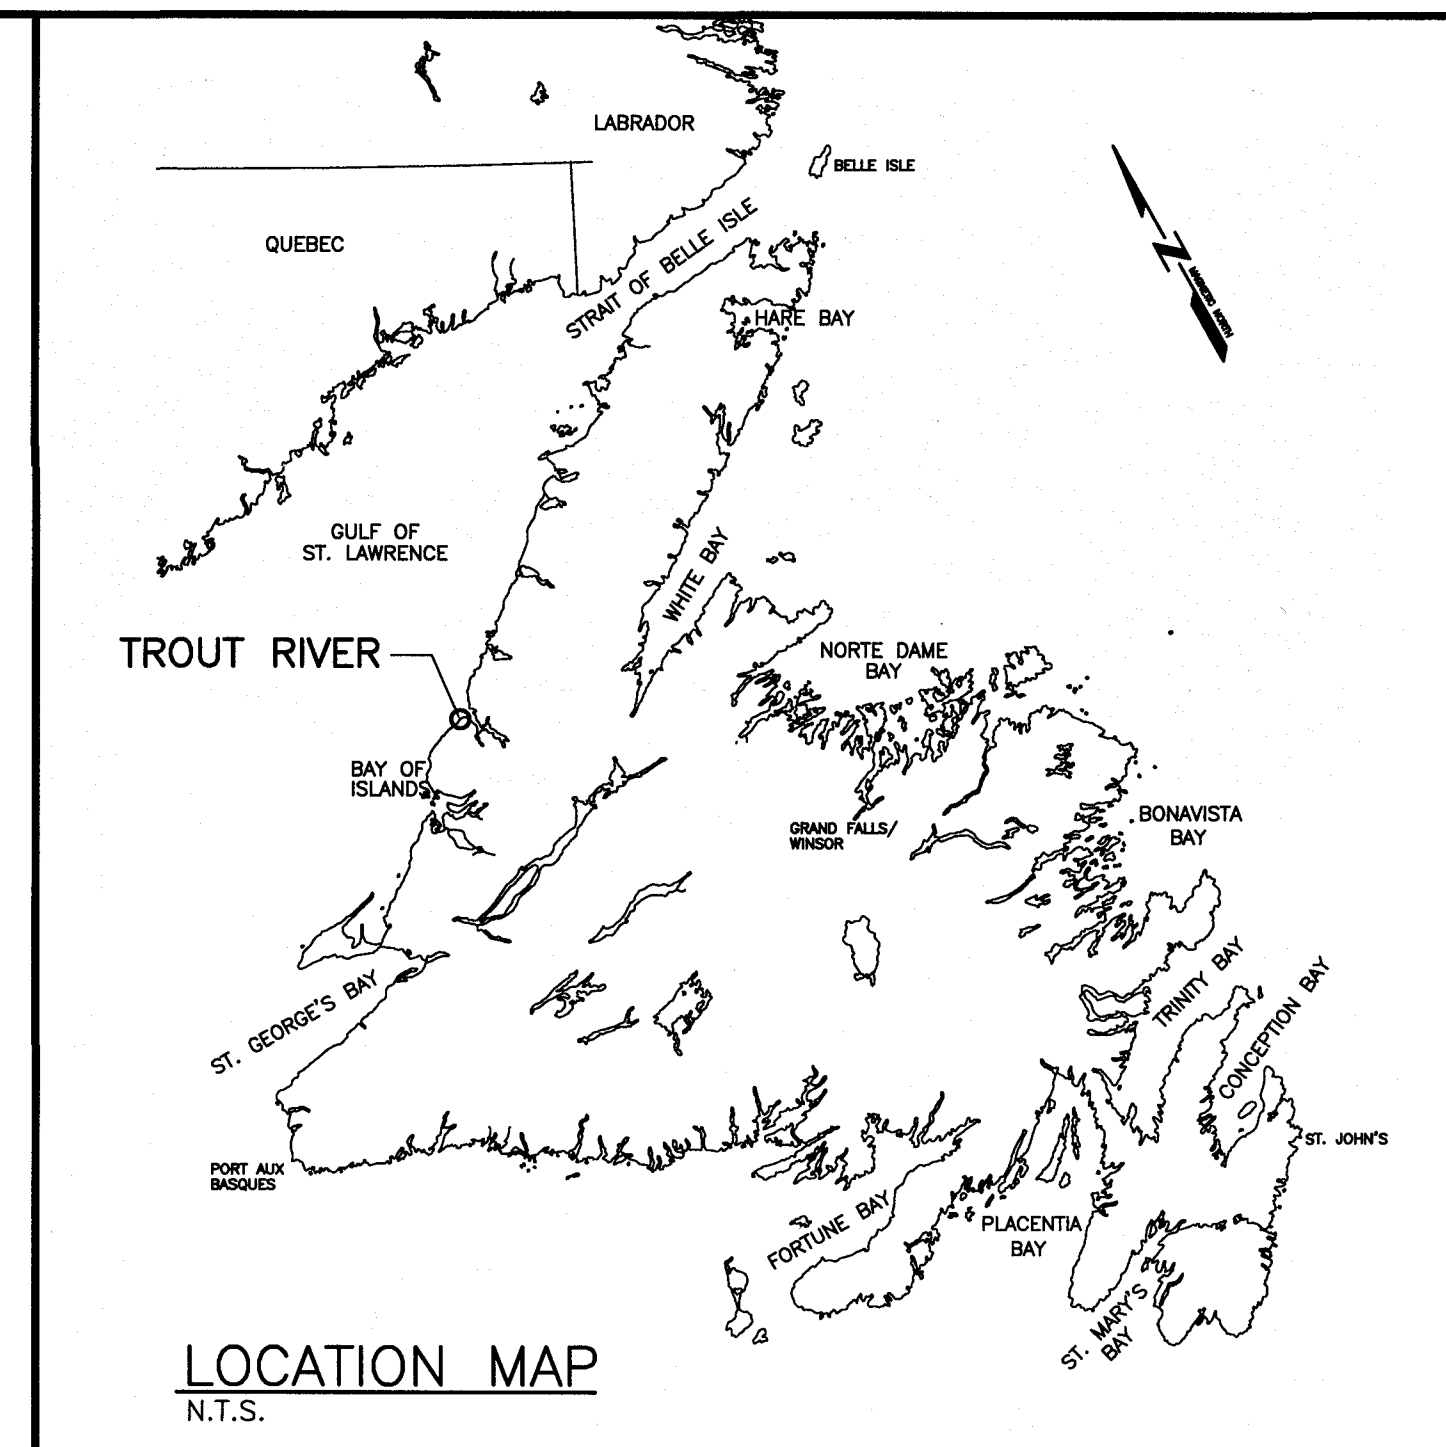 LABRADOR
BELLE ISLE
QUEBEC
STRAIT OF BELLE ISLE
HARE BAY
GULF OF
ST. LAWRENCE
WHITE BAY
TROUT RIVER
NORTE DAME
BAY
BAY OF
ISLANDS
GRAND FALLS/
WINSOR
BONAVISTA
BAY
ST. GEORGE'S BAY
TRINITY BAY
CONCEPTION BAY
ST. JOHN'S
PORT AUX
BASQUES
FORTUNE BAY
PLACENTIA
BAY
ST. MARY'S
BAY
N
LOCATION MAP
N.T.S.